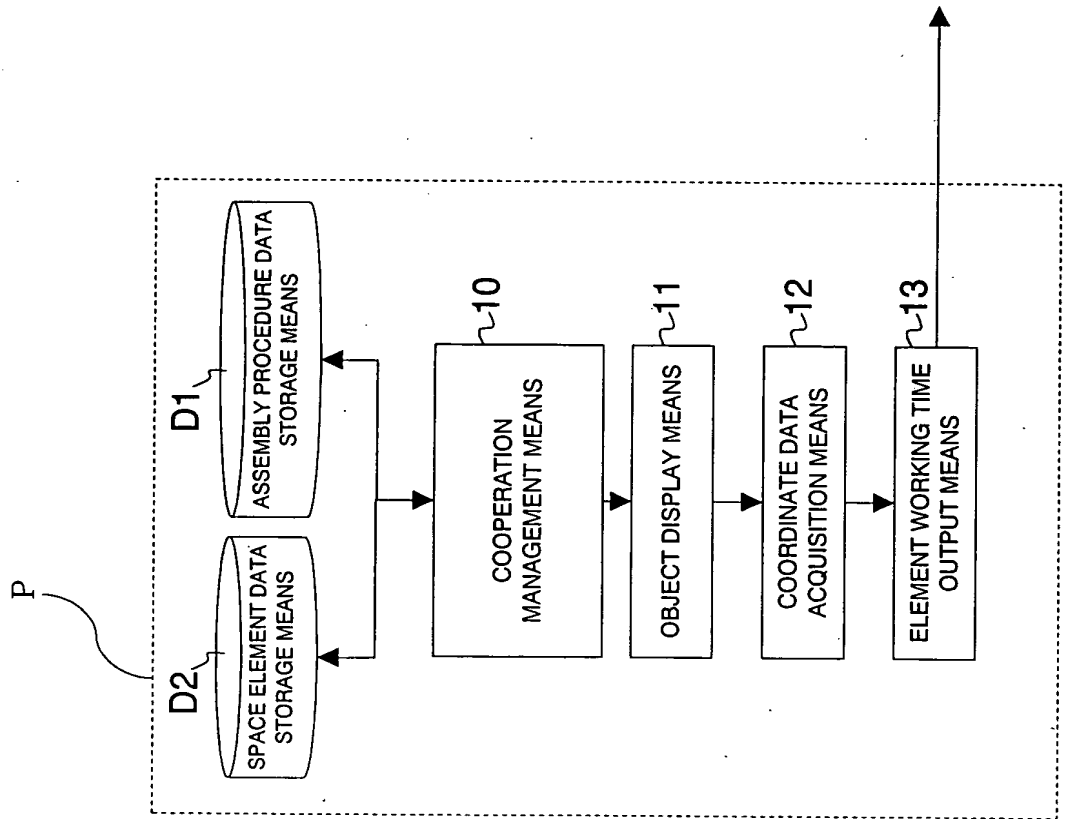 P
D2
SPACE ELEMENT DATA
STORAGE MEANS
D1
ASSEMBLY PROCEDURE DATA
STORAGE MEANS
10
COOPERATION
MANAGEMENT MEANS
11
OBJECT DISPLAY MEANS
12
COORDINATE DATA
ACQUISITION MEANS
13
ELEMENT WORKING TIME
OUTPUT MEANS